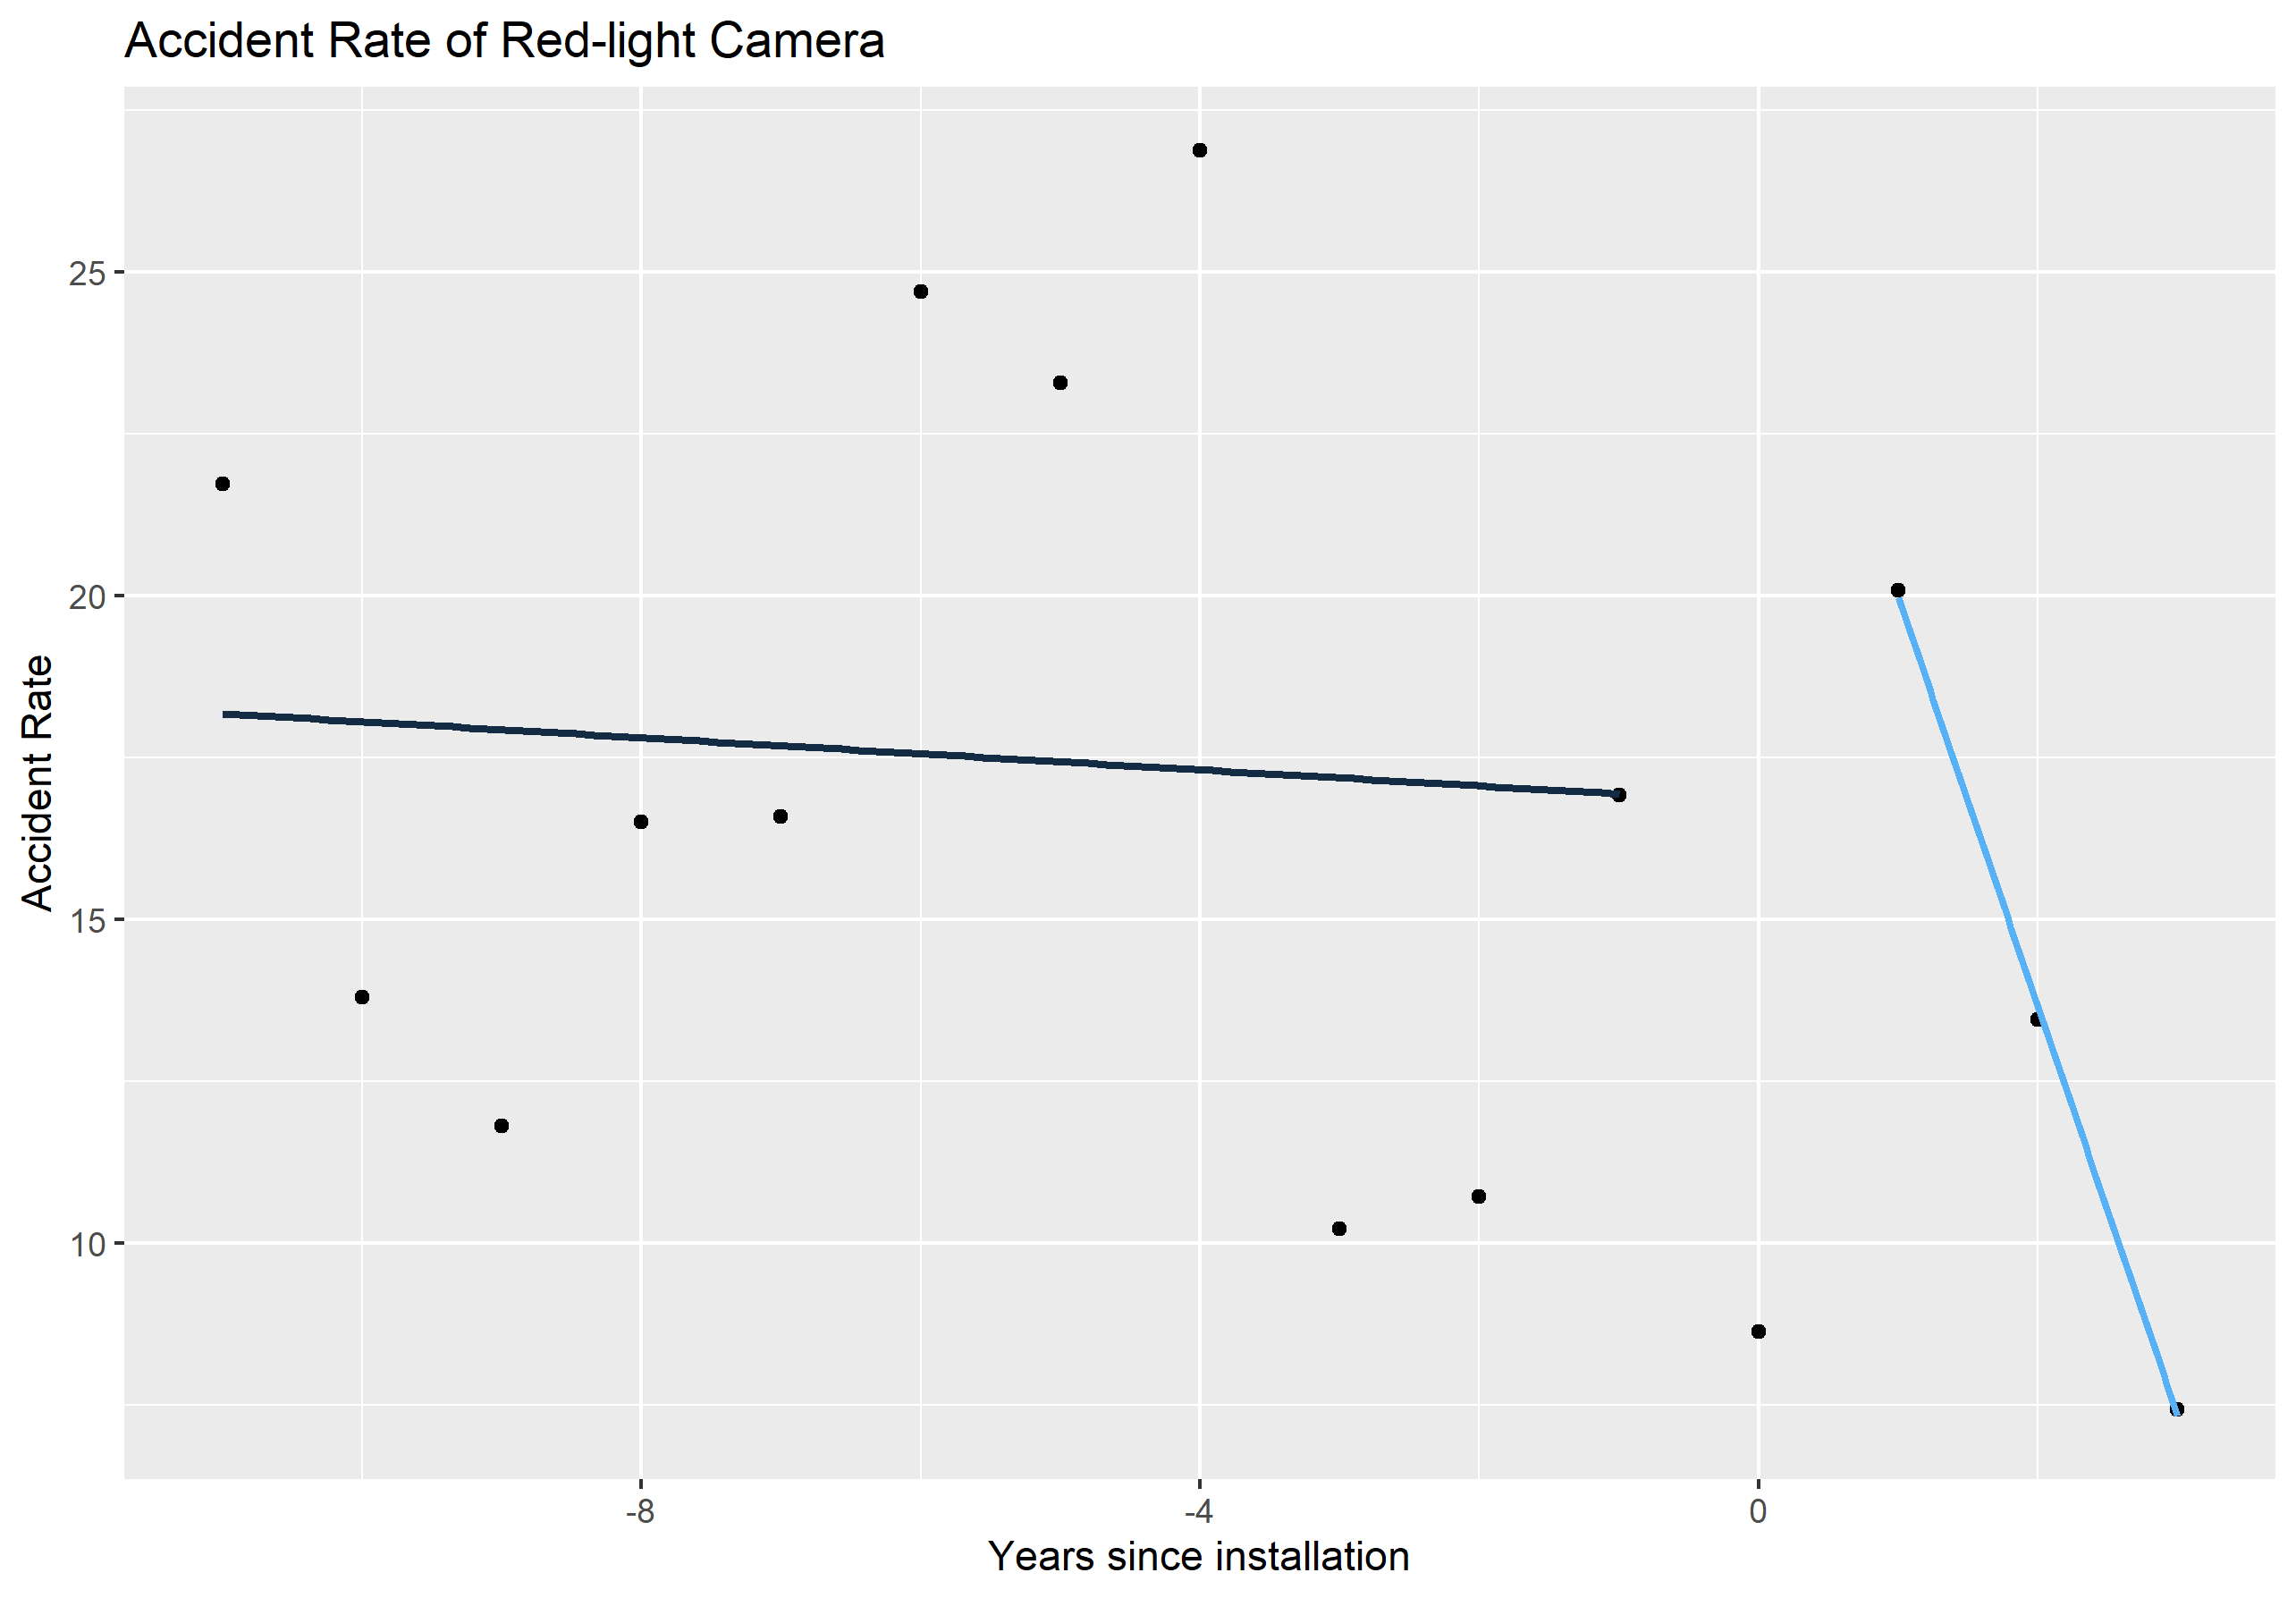 Accident Rate of Red-light Camera
25
20
15
10
Accident Rate
-8
-4
0
Years since installation